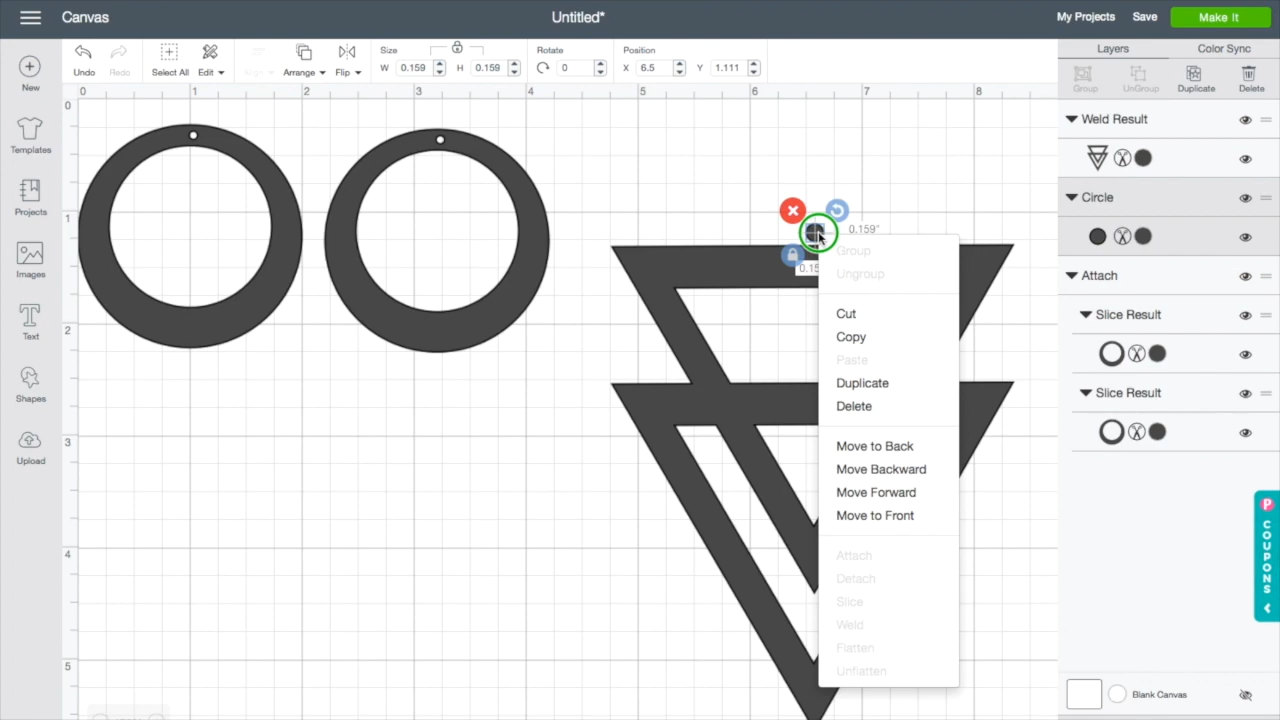 Canvas
Untitled*
My Projects
Save
Make It
New
Templates
Projects
Images
Text
Shapes
Upload
Undo
Redo
Select All
Edit
Align
Arrange
Flip
Size
W 0.159
H 0.159
Rotate
0
Position
X 6.5
Y 1.111
0 1 2 3 4 5 6 7 8
0
1
2
3
4
5
0.159"
0.15
Group
Ungroup
Cut
Copy
Paste
Duplicate
Delete
Move to Back
Move Backward
Move Forward
Move to Front
Attach
Detach
Slice
Weld
Flatten
Unflatten
Layers
Color Sync
Group
UnGroup
Duplicate
Delete
Weld Result
Circle
Attach
Slice Result
Slice Result
P
COUPONS
Blank Canvas